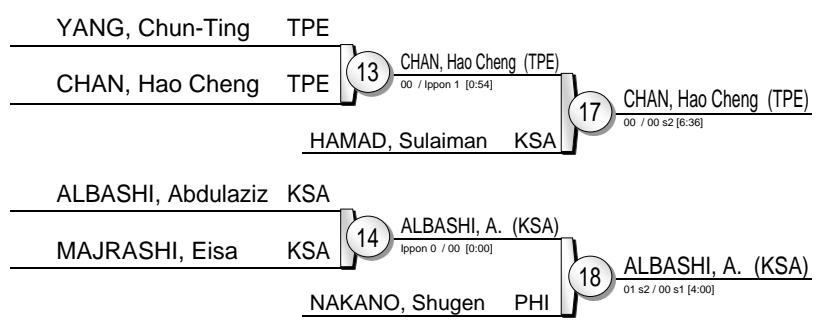 YANG, Chun-Ting TPE
CHAN, Hao Cheng TPE
13
CHAN, Hao Cheng (TPE)
00 / Ippon 1 [0:54]
HAMAD, Sulaiman KSA
17
CHAN, Hao Cheng (TPE)
00 / 00 s2 [6:36]
ALBASHI, Abdulaziz KSA
MAJRASHI, Eisa KSA
14
ALBASHI, A. (KSA)
Ippon 0 / 00 [0:00]
NAKANO, Shugen PHI
18
ALBASHI, A. (KSA)
01 s2 / 00 s1 [4:00]